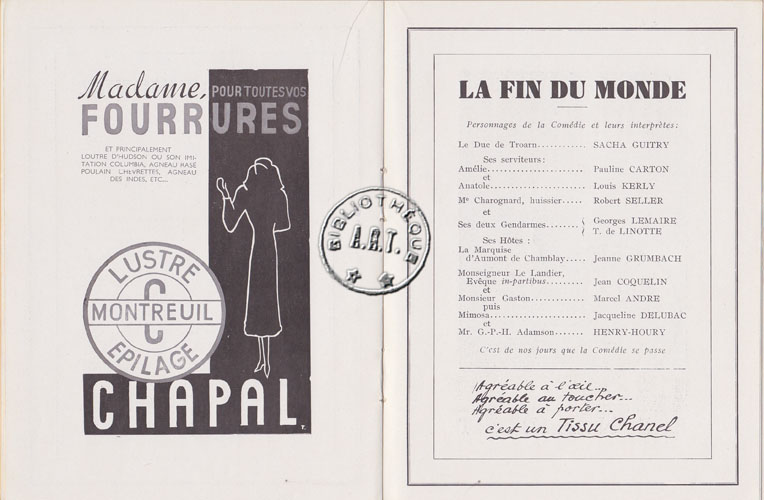 Madame, POUR TOUTES VOS
FOURRURES
ET PRINCIPALEMENT
LOUTRE D'HUDSON OU SON IMI-
TATION COLUMBIA, AGNEAU RASÉ
POULAIN CHEVRETTES, AGNEAU
DES INDES, ETC...
LUSTRE
C
MONTREUIL
ÉPILAGE
CHAPAL
T.
BIBLIOTHÈQUE
A.R.T.
LA FIN DU MONDE
Personnages de la Comédie et leurs interprètes:
Le Duc de Troarn............ SACHA GUITRY
Ses serviteurs:
Amélie........................ Pauline CARTON
et
Anatole....................... Louis KERLY
Me Charognard, huissier..... Robert SELLER
et
Ses deux Gendarmes....... { Georges LEMAIRE
T. de LINOTTE
Ses Hôtes :
La Marquise
d'Aumont de Chamblay..... Jeanne GRUMBACH
Monseigneur Le Landier,
Evêque in-partibus......... Jean COQUELIN
et
Monsieur Gaston............. Marcel ANDRE
puis
Mimosa....................... Jacqueline DELUBAC
et
Mr. G.-P.-H. Adamson....... HENRY-HOURY
C'est de nos jours que la Comédie se passe
Agréable à l'œil...
Agréable au toucher...
Agréable à porter...
c'est un Tissu Chanel